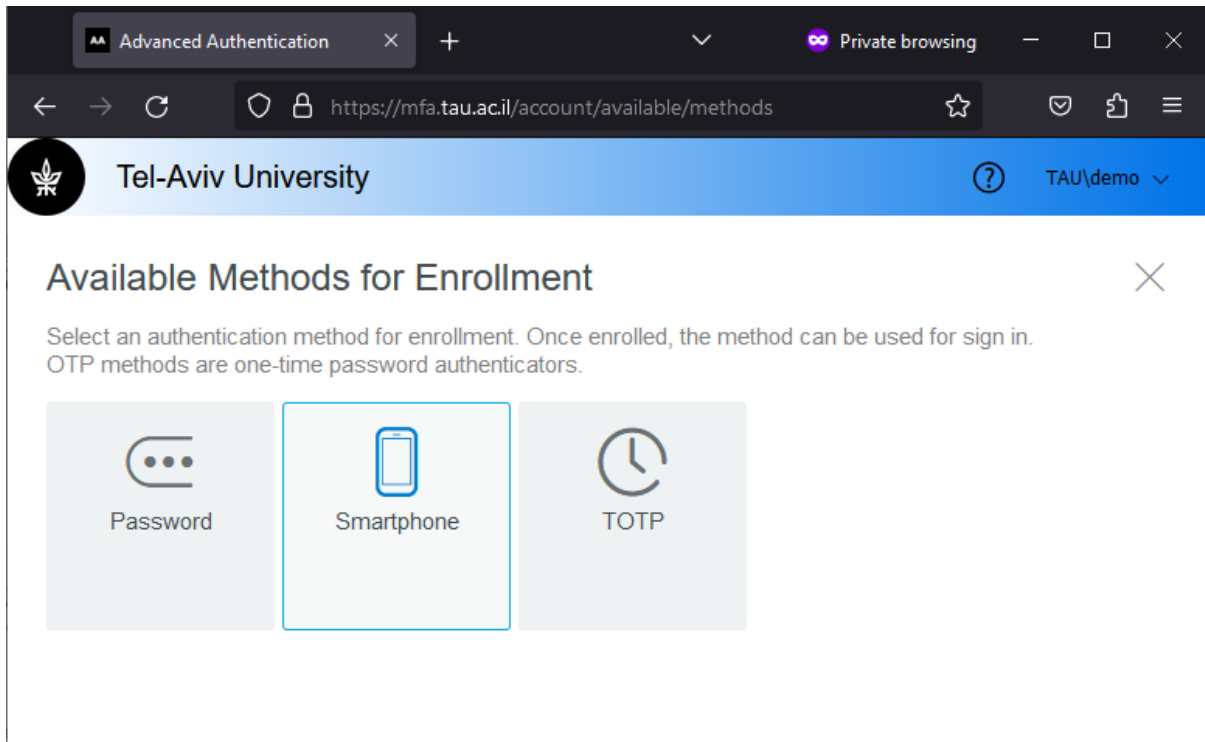 AA Advanced Authentication
Private browsing
https://mfa.tau.ac.il/account/available/methods
Tel-Aviv University
? TAU\demo
Available Methods for Enrollment
Select an authentication method for enrollment. Once enrolled, the method can be used for sign in.
OTP methods are one-time password authenticators.
Password
Smartphone
TOTP